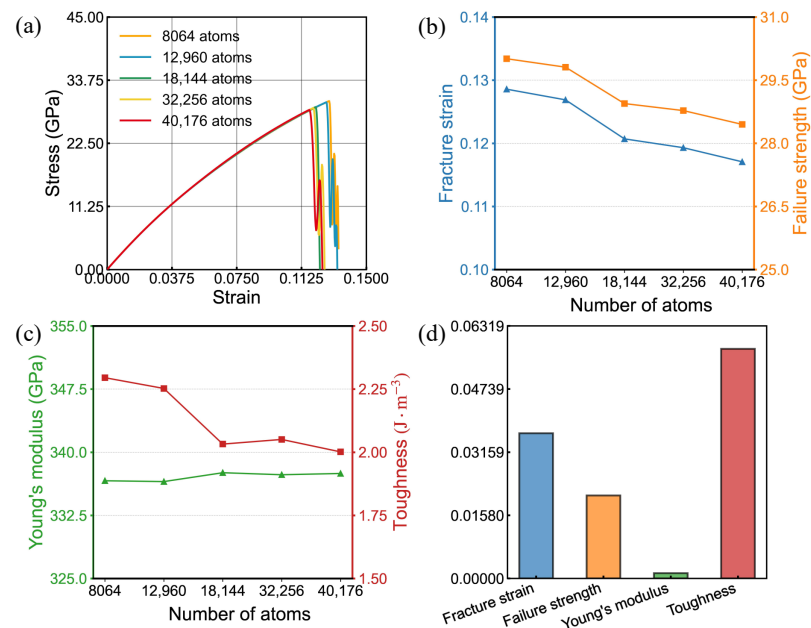 (a)
45.00
33.75
22.50
11.25
0.00
Stress (GPa)
8064 atoms
12,960 atoms
18,144 atoms
32,256 atoms
40,176 atoms
0.0000 0.0375 0.0750 0.1125 0.1500
Strain
(b)
Fracture strain
0.14
0.13
0.12
0.11
0.10
31.0
29.5
28.0
26.5
25.0
Failure strength (GPa)
8064 12,960 18,144 32,256 40,176
Number of atoms
(c)
Young's modulus (GPa)
355.0
347.5
340.0
332.5
325.0
2.50
2.25
2.00
1.75
1.50
Toughness (J · m⁻³)
8064 12,960 18,144 32,256 40,176
Number of atoms
(d)
0.06319
0.04739
0.03159
0.01580
0.00000
Fracture strain Failure strength Young's modulus Toughness